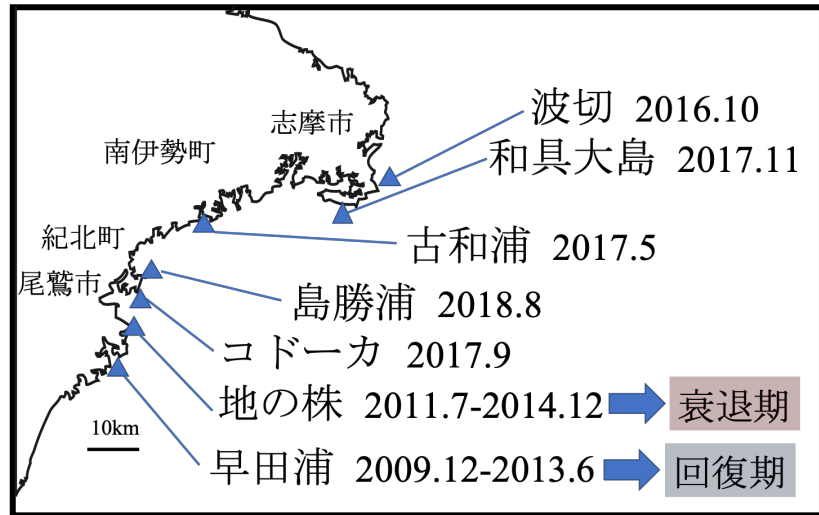 波切 2016.10
志摩市
和具大島 2017.11
南伊勢町
古和浦 2017.5
紀北町
尾鷲市
島勝浦 2018.8
コドーカ 2017.9
地の株 2011.7-2014.12
衰退期
10km
早田浦 2009.12-2013.6
回復期